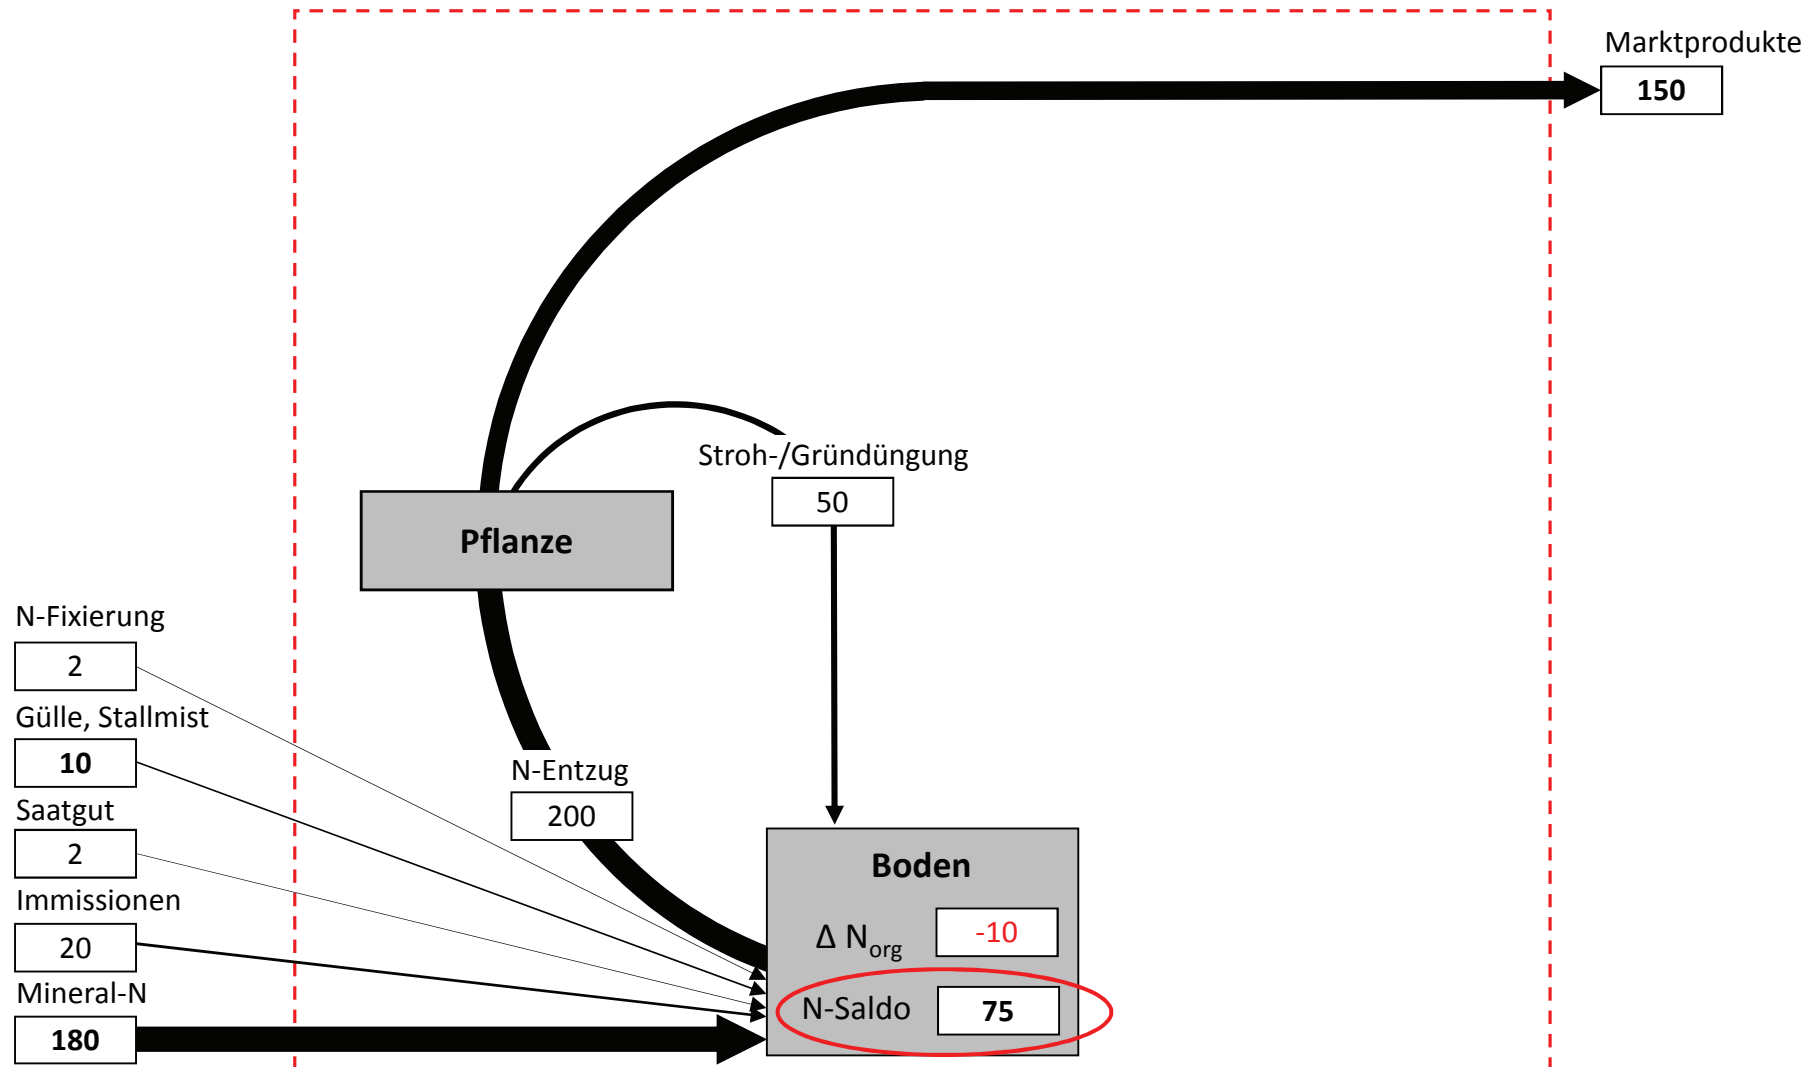 Marktprodukte
150
Stroh-/Gründüngung
50
Pflanze
N-Fixierung
2
Gülle, Stallmist
10
Saatgut
2
Immissionen
20
Mineral-N
180
N-Entzug
200
Boden
Δ Norg -10
N-Saldo 75